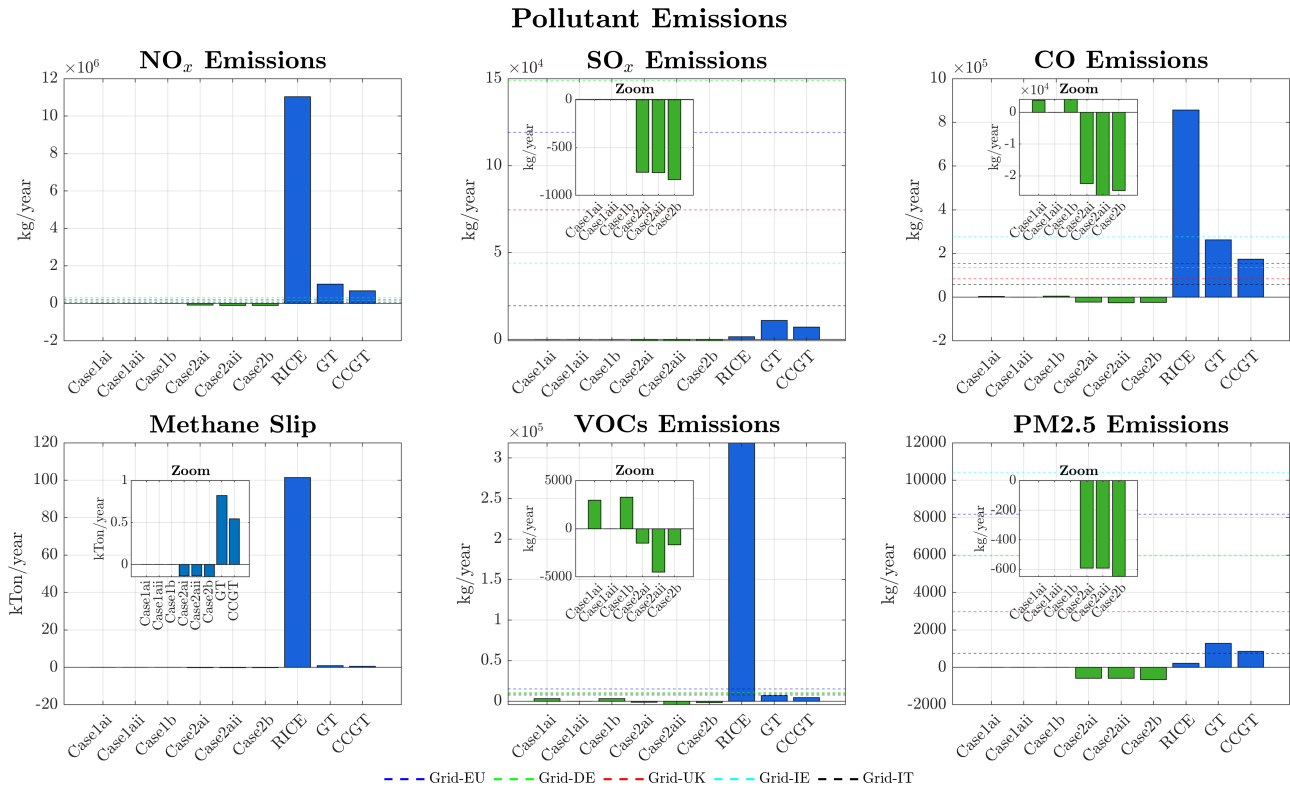 Pollutant Emissions
NOx Emissions
×10^6
12
10
8
6
4
2
0
-2
kg/year
Case1ai
Case1aii
Case1b
Case2ai
Case2aii
Case2b
RICE
GT
CCGT
SOx Emissions
15 ×10^4
10
5
0
kg/year
Zoom
0
-500
-1000
kg/year
Case1ai
Case1aii
Case1b
Case2ai
Case2aii
Case2b
Case1ai
Case1aii
Case1b
Case2ai
Case2aii
Case2b
RICE
GT
CCGT
CO Emissions
10 ×10^5
8
6
4
2
0
-2
kg/year
×10^4 Zoom
0
-1
-2
kg/year
Case1ai
Case1aii
Case1b
Case2ai
Case2aii
Case2b
Case1ai
Case1aii
Case1b
Case2ai
Case2aii
Case2b
RICE
GT
CCGT
Methane Slip
120
100
80
60
40
20
0
-20
kTon/year
Zoom
1
0.5
0
kTon/year
Case1ai
Case1aii
Case1b
Case2ai
Case2aii
Case2b
GT
CCGT
Case1ai
Case1aii
Case1b
Case2ai
Case2aii
Case2b
RICE
GT
CCGT
VOCs Emissions
×10^5
3
2.5
2
1.5
1
0.5
0
kg/year
Zoom
5000
0
-5000
kg/year
Case1ai
Case1aii
Case1b
Case2ai
Case2aii
Case2b
Case1ai
Case1aii
Case1b
Case2ai
Case2aii
Case2b
RICE
GT
CCGT
PM2.5 Emissions
12000
10000
8000
6000
4000
2000
0
-2000
kg/year
Zoom
0
-200
-400
-600
kg/year
Case1ai
Case1aii
Case1b
Case2ai
Case2aii
Case2b
Case1ai
Case1aii
Case1b
Case2ai
Case2aii
Case2b
RICE
GT
CCGT
Grid-EU Grid-DE Grid-UK Grid-IE Grid-IT